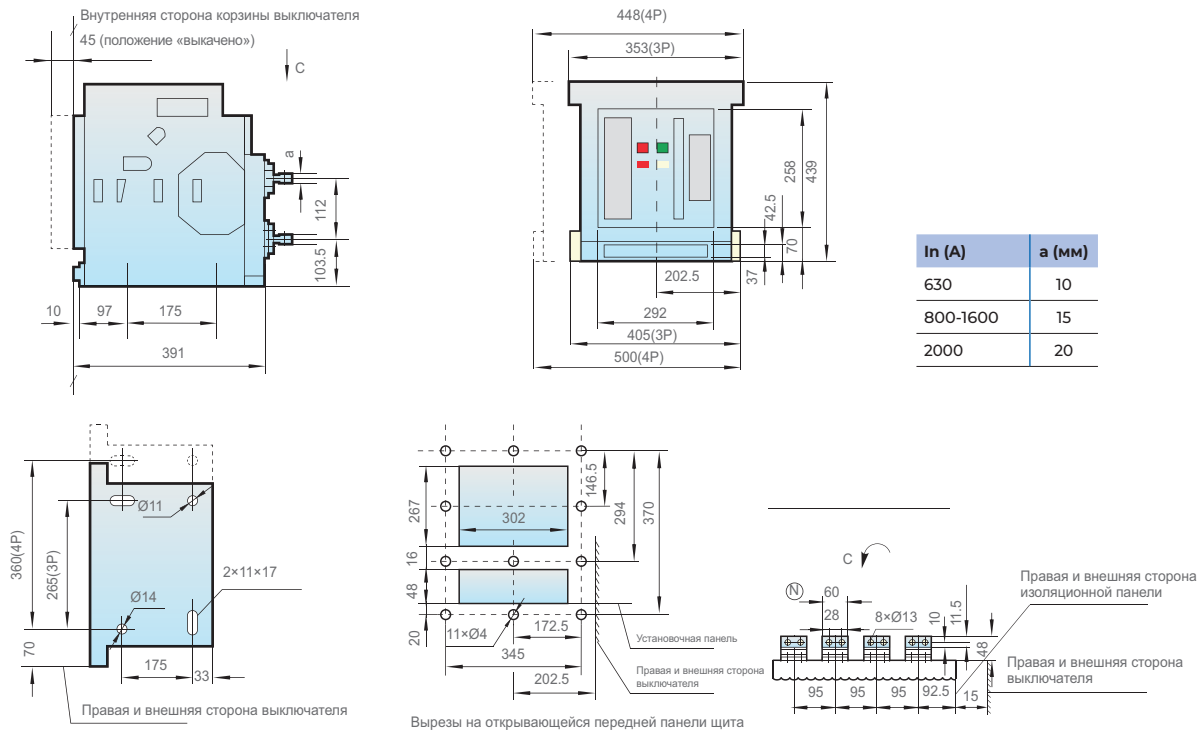 Внутренняя сторона корзины выключателя
45 (положение «выкачено»)
C
a
112
103.5
10
97
175
391
448(4P)
353(3P)
258
439
42.5
70
37
202.5
292
405(3P)
500(4P)
In (A) a (мм)
630 10
800-1600 15
2000 20
360(4P)
265(3P)
70
Ø11
2×11×17
Ø14
175
33
Правая и внешняя сторона выключателя
267
16
48
20
302
146.5
294
370
11×Ø4
172.5
345
202.5
Установочная панель
Правая и внешняя сторона
выключателя
Вырезы на открывающейся передней панели щита
C
N
60
28
8×Ø13
10
11.5
48
95
95
95
92.5
15
Правая и внешняя сторона
изоляционной панели
Правая и внешняя сторона
выключателя